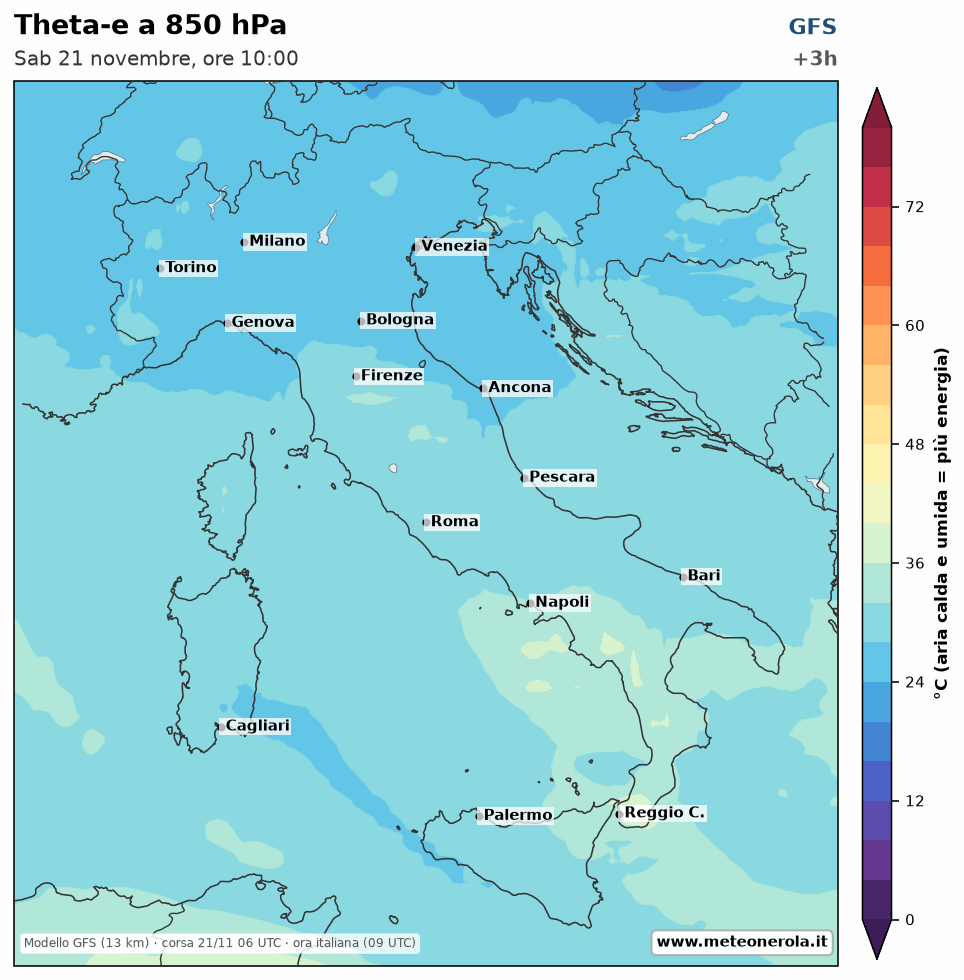 Theta-e a 850 hPa
GFS
Sab 21 novembre, ore 10:00
+3h
Milano
Venezia
Torino
Genova
Bologna
Firenze
Ancona
Pescara
Roma
Bari
Napoli
Cagliari
Palermo
Reggio C.
72
60
48
36
24
12
0
°C (aria calda e umida = più energia)
Modello GFS (13 km) · corsa 21/11 06 UTC · ora italiana (09 UTC)
www.meteonerola.it